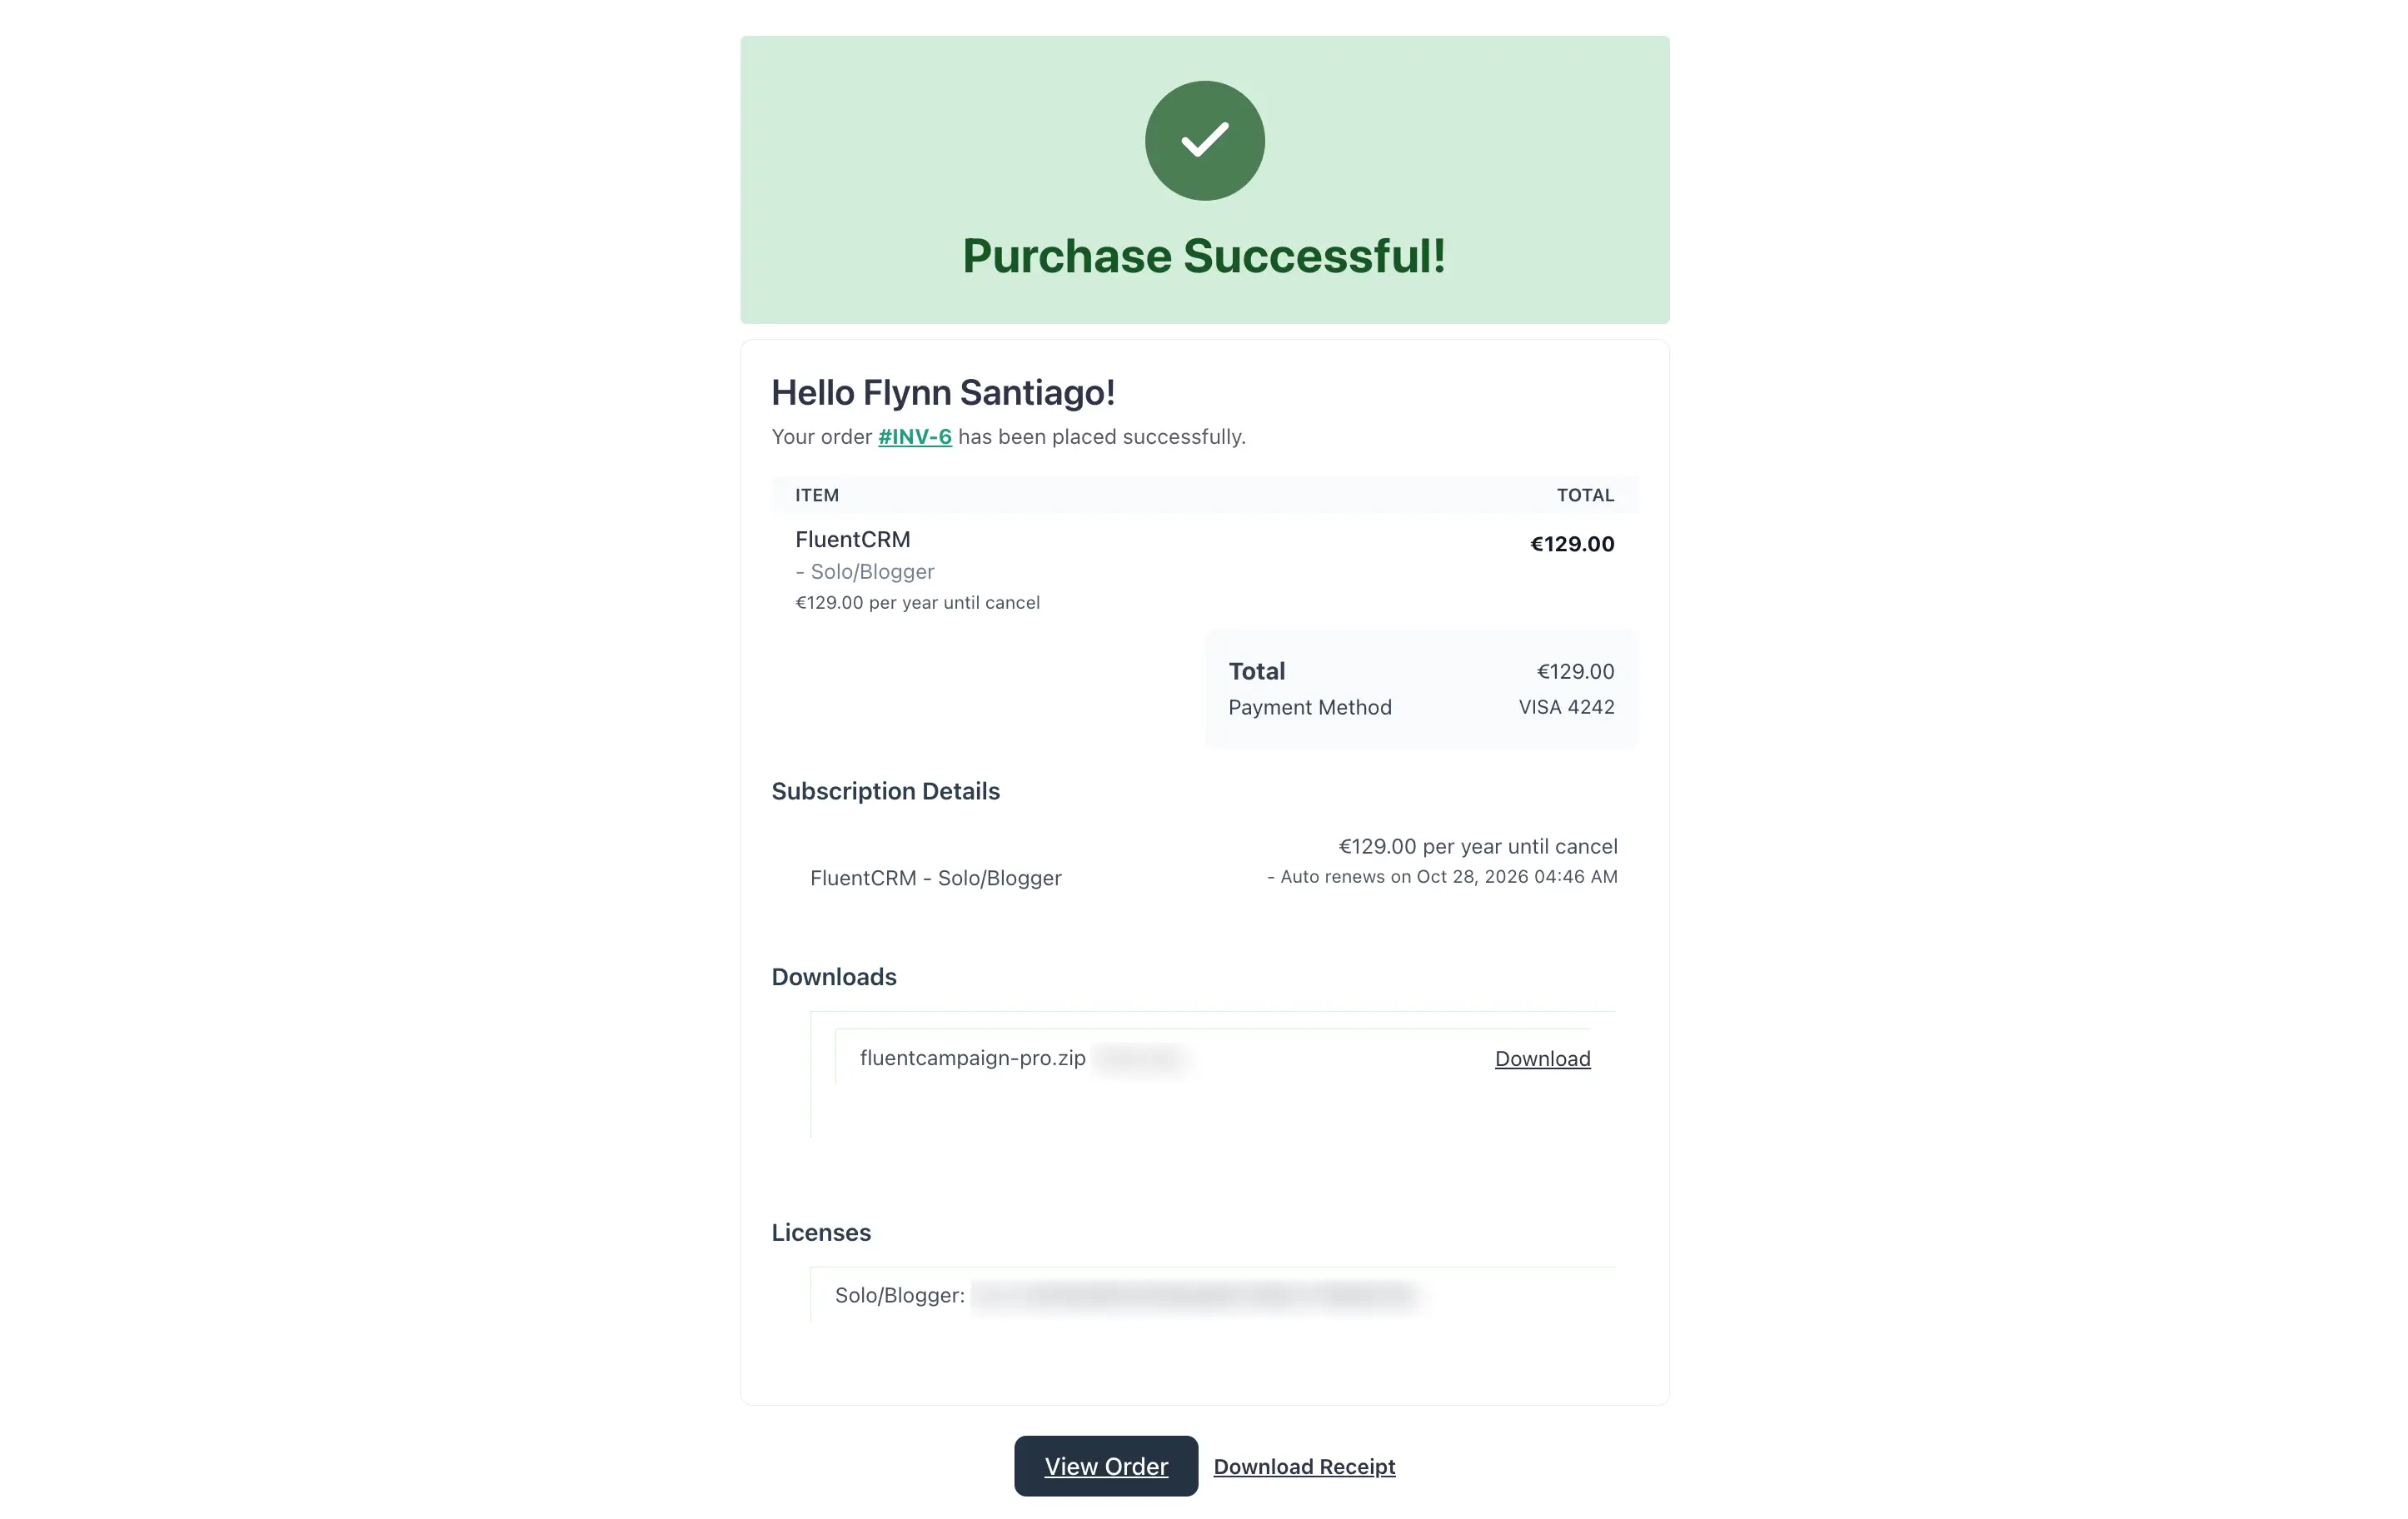 Purchase Successful!
Hello Flynn Santiago!
Your order #INV-6 has been placed successfully.
ITEM TOTAL
FluentCRM €129.00
- Solo/Blogger
€129.00 per year until cancel
Total €129.00
Payment Method VISA 4242
Subscription Details
€129.00 per year until cancel
FluentCRM - Solo/Blogger - Auto renews on Oct 28, 2026 04:46 AM
Downloads
fluentcampaign-pro.zip Download
Licenses
Solo/Blogger:
View Order Download Receipt